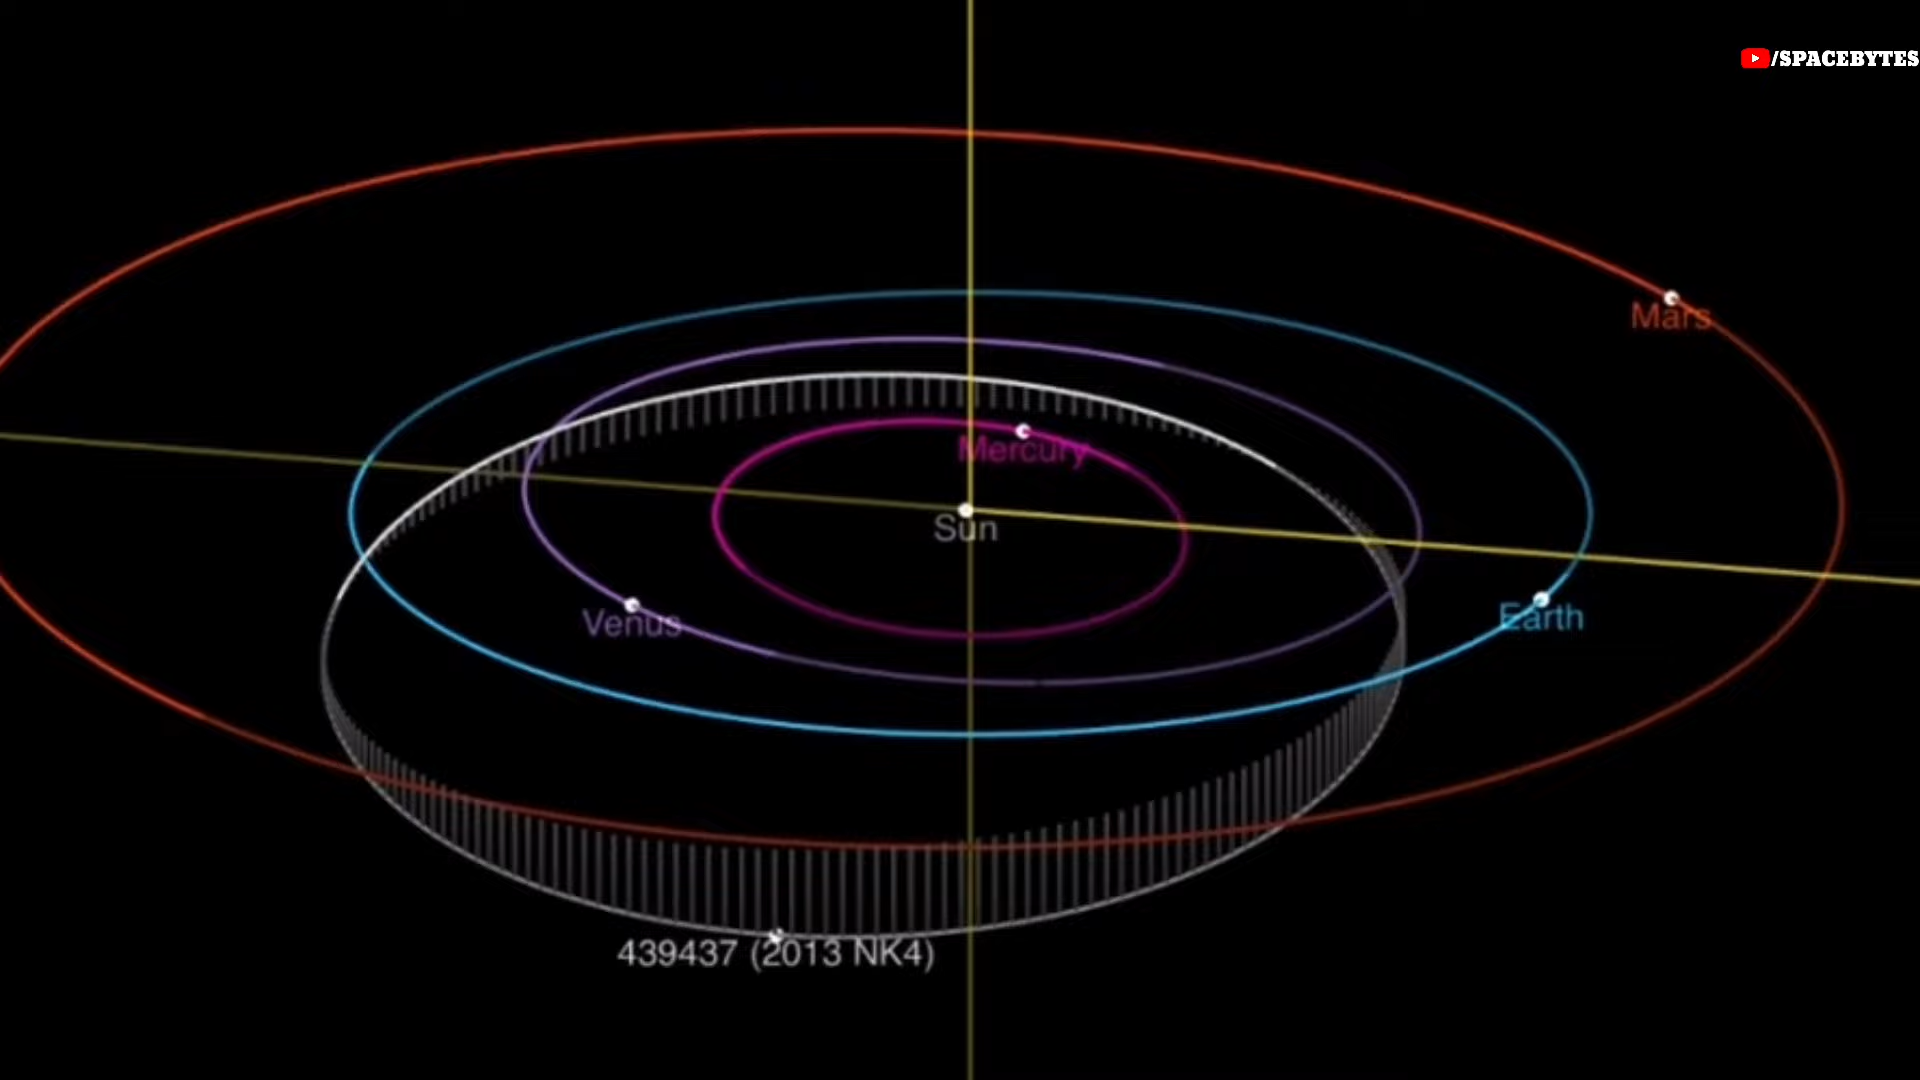 /SPACEBYTES
Mars
Mercury
Sun
Venus
Earth
439437 (2013 NK4)